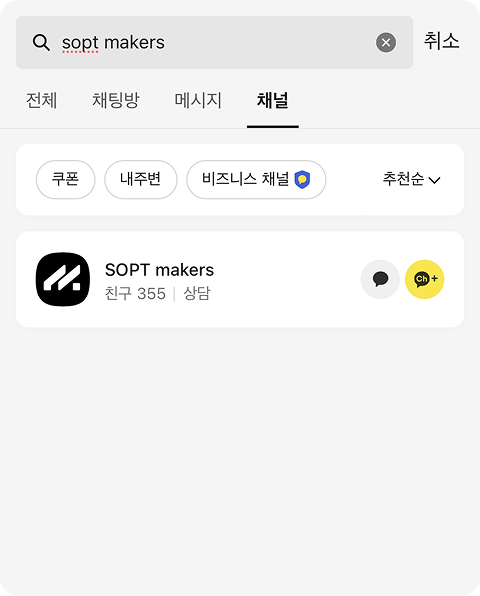 sopt makers 취소
전체 채팅방 메시지 채널
쿠폰 내주변 비즈니스 채널 추천순
SOPT makers
친구 355 | 상담
Ch+